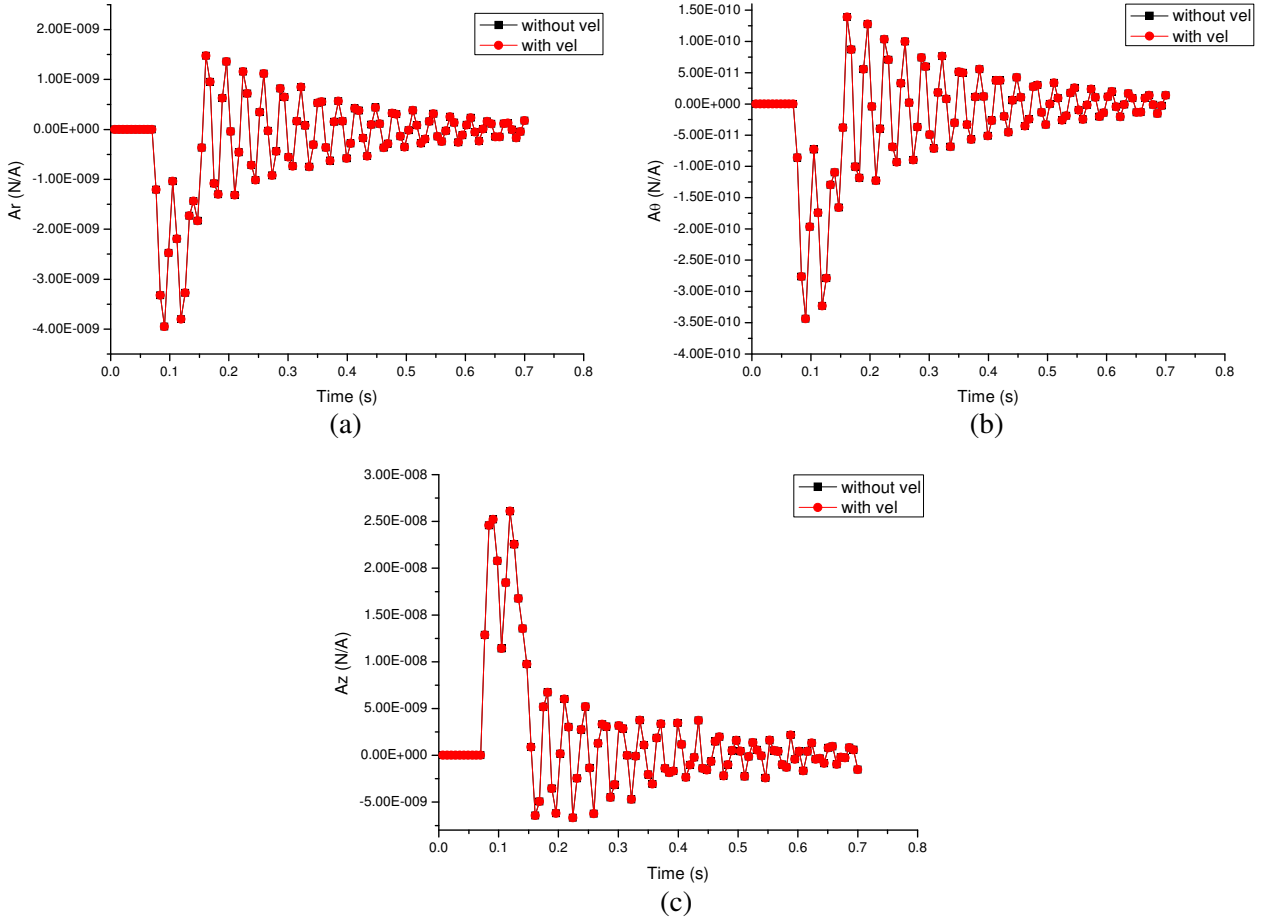 2.00E-009
1.00E-009
0.00E+000
-1.00E-009
-2.00E-009
-3.00E-009
-4.00E-009
Ar (N/A)
0.0 0.1 0.2 0.3 0.4 0.5 0.6 0.7 0.8
Time (s)
without vel
with vel
(a)
1.50E-010
1.00E-010
5.00E-011
0.00E+000
-5.00E-011
-1.00E-010
-1.50E-010
-2.00E-010
-2.50E-010
-3.00E-010
-3.50E-010
-4.00E-010
Aθ (N/A)
0.0 0.1 0.2 0.3 0.4 0.5 0.6 0.7 0.8
Time (s)
without vel
with vel
(b)
3.00E-008
2.50E-008
2.00E-008
1.50E-008
1.00E-008
5.00E-009
0.00E+000
-5.00E-009
Az (N/A)
0.0 0.1 0.2 0.3 0.4 0.5 0.6 0.7 0.8
Time (s)
without vel
with vel
(c)